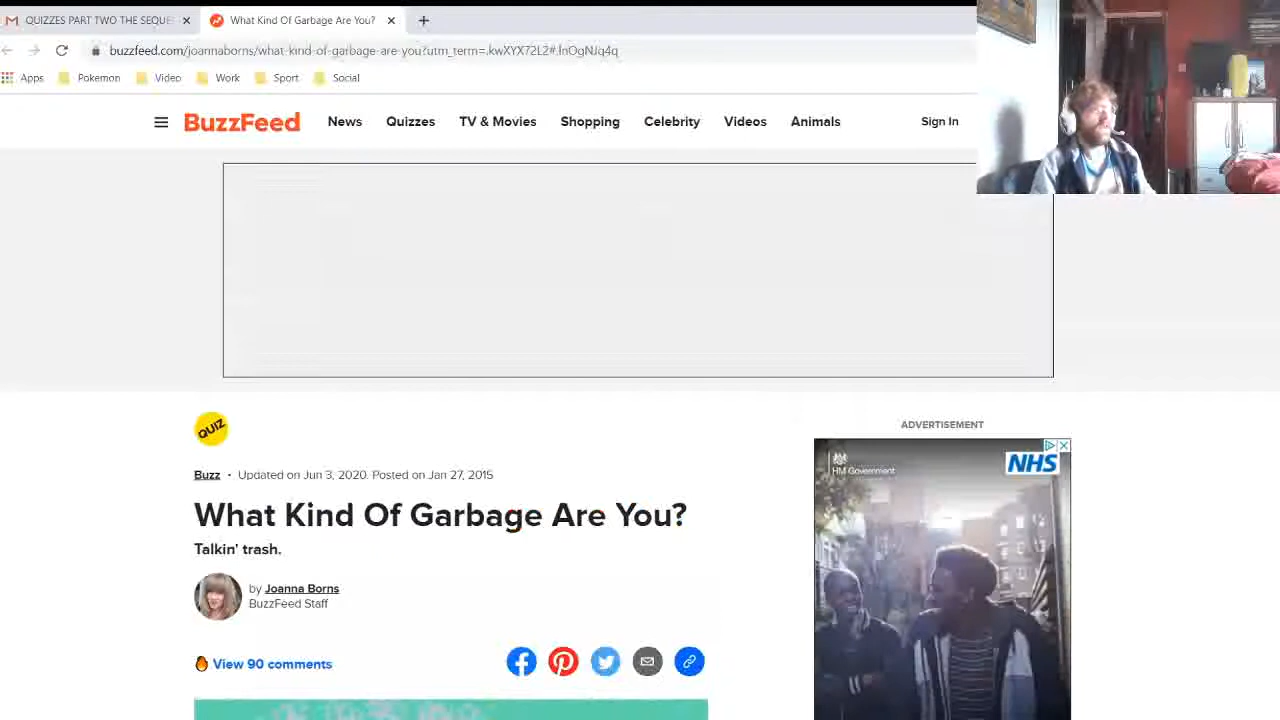 QUIZZES PART TWO THE SEQUE
What Kind Of Garbage Are You?
buzzfeed.com/joannaborns/what-kind-of-garbage-are-you?utm_term=.kwXYX72L2#.fnOgNJq4q
Apps Pokemon Video Work Sport Social
BuzzFeed News Quizzes TV & Movies Shopping Celebrity Videos Animals Sign In
QUIZ
ADVERTISEMENT
HM Government
NHS
Buzz · Updated on Jun 3, 2020. Posted on Jan 27, 2015
What Kind Of Garbage Are You?
Talkin' trash.
by Joanna Borns
BuzzFeed Staff
View 90 comments